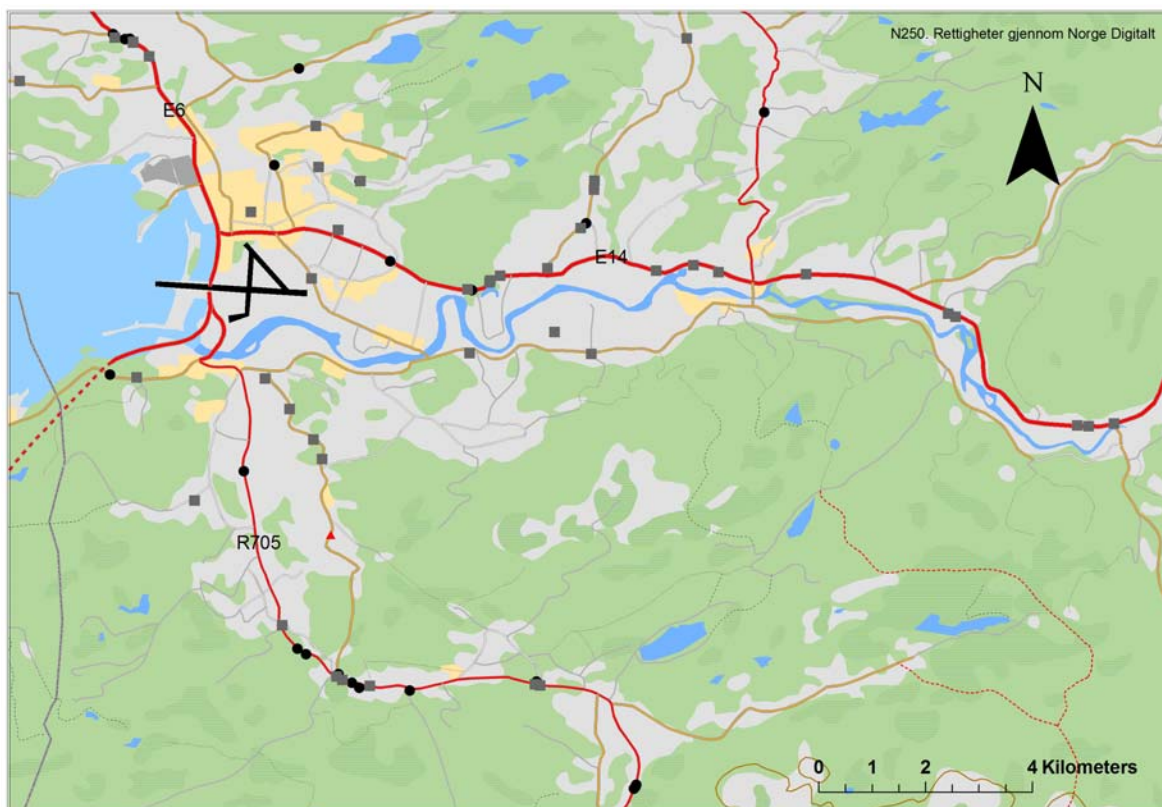 N250. Rettigheter gjennom Norge Digitalt
N
E6
E14
R705
0 1 2 4 Kilometers